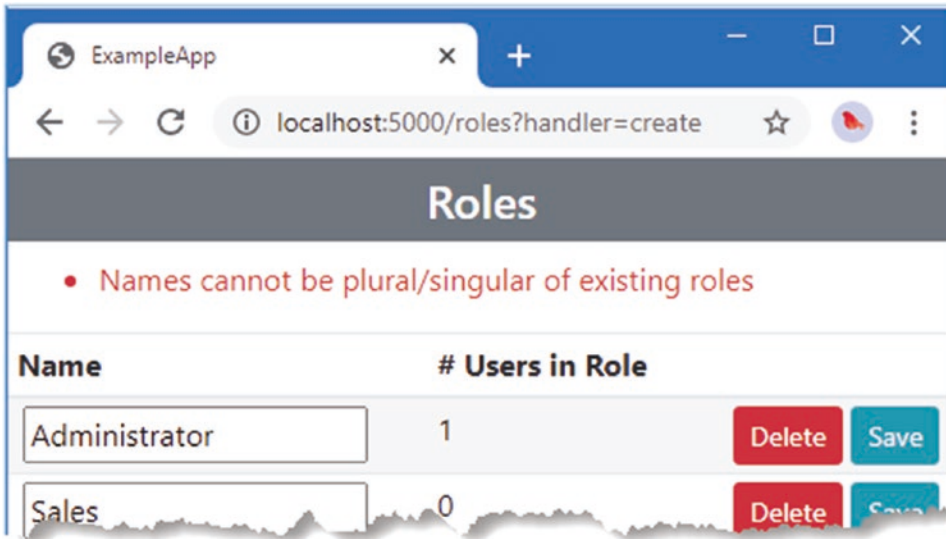 ExampleApp
localhost:5000/roles?handler=create
Roles
• Names cannot be plural/singular of existing roles
Name # Users in Role
Administrator 1 Delete Save
Sales 0 Delete Save